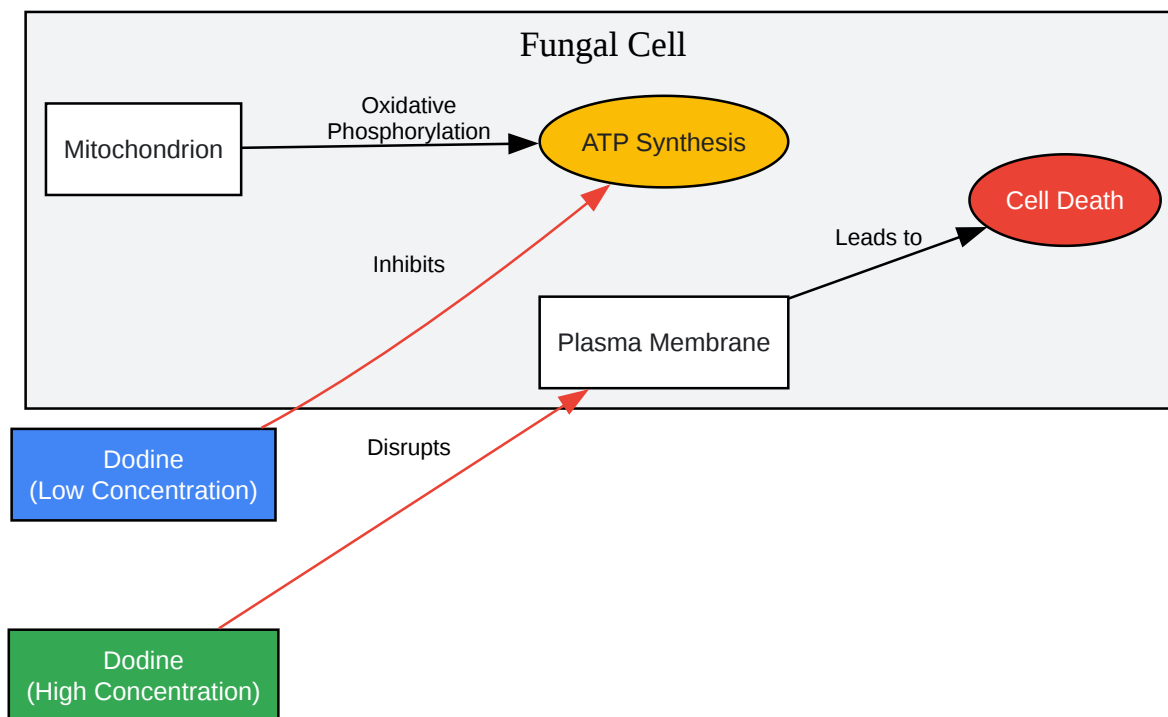 Fungal Cell
Oxidative
Phosphorylation
Mitochondrion
ATP Synthesis
Cell Death
Leads to
Inhibits
Plasma Membrane
Disrupts
Dodine
(Low Concentration)
Dodine
(High Concentration)